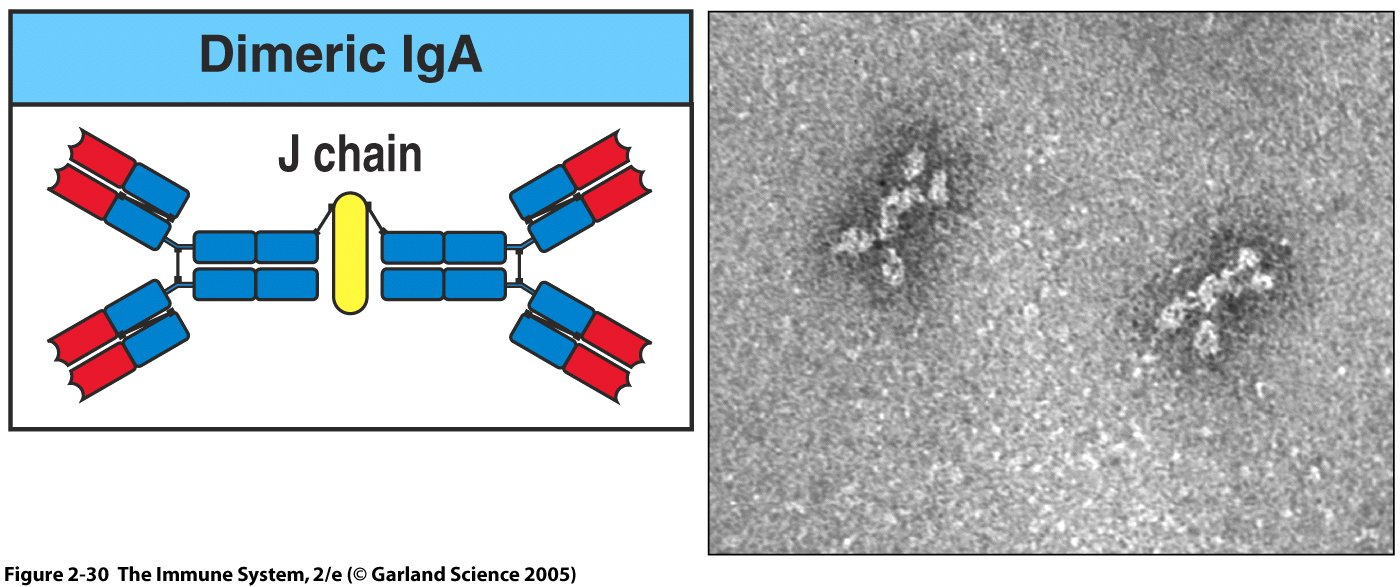 Dimeric IgA
J chain
Figure 2-30 The Immune System, 2/e (© Garland Science 2005)